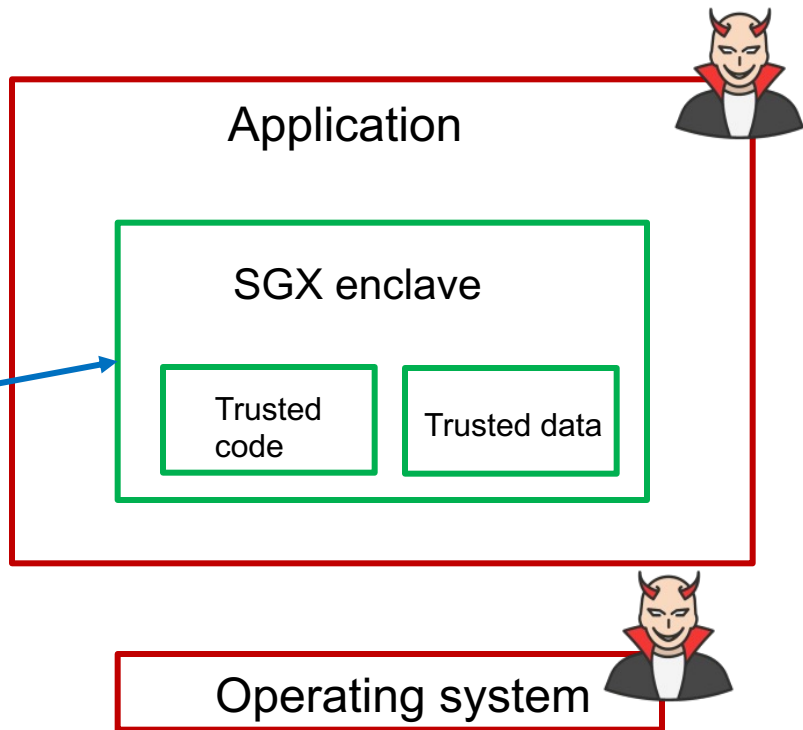 Application
SGX enclave
Trusted
code
Trusted data
Operating system